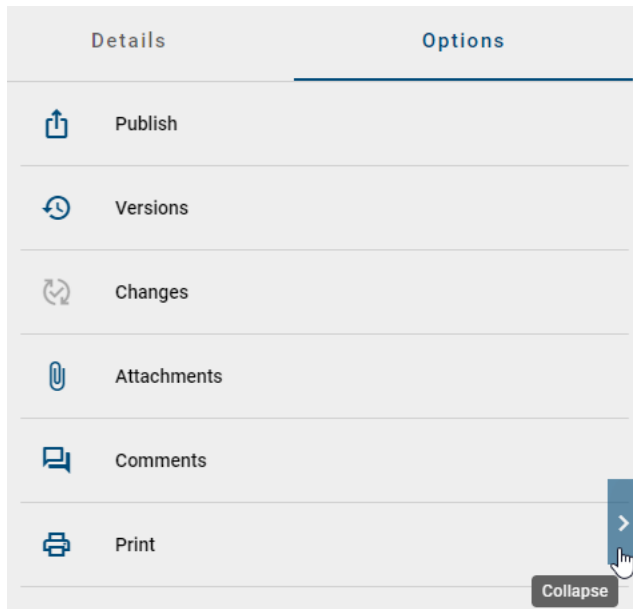 Details
Options
Publish
Versions
Changes
Attachments
Comments
Print
Collapse